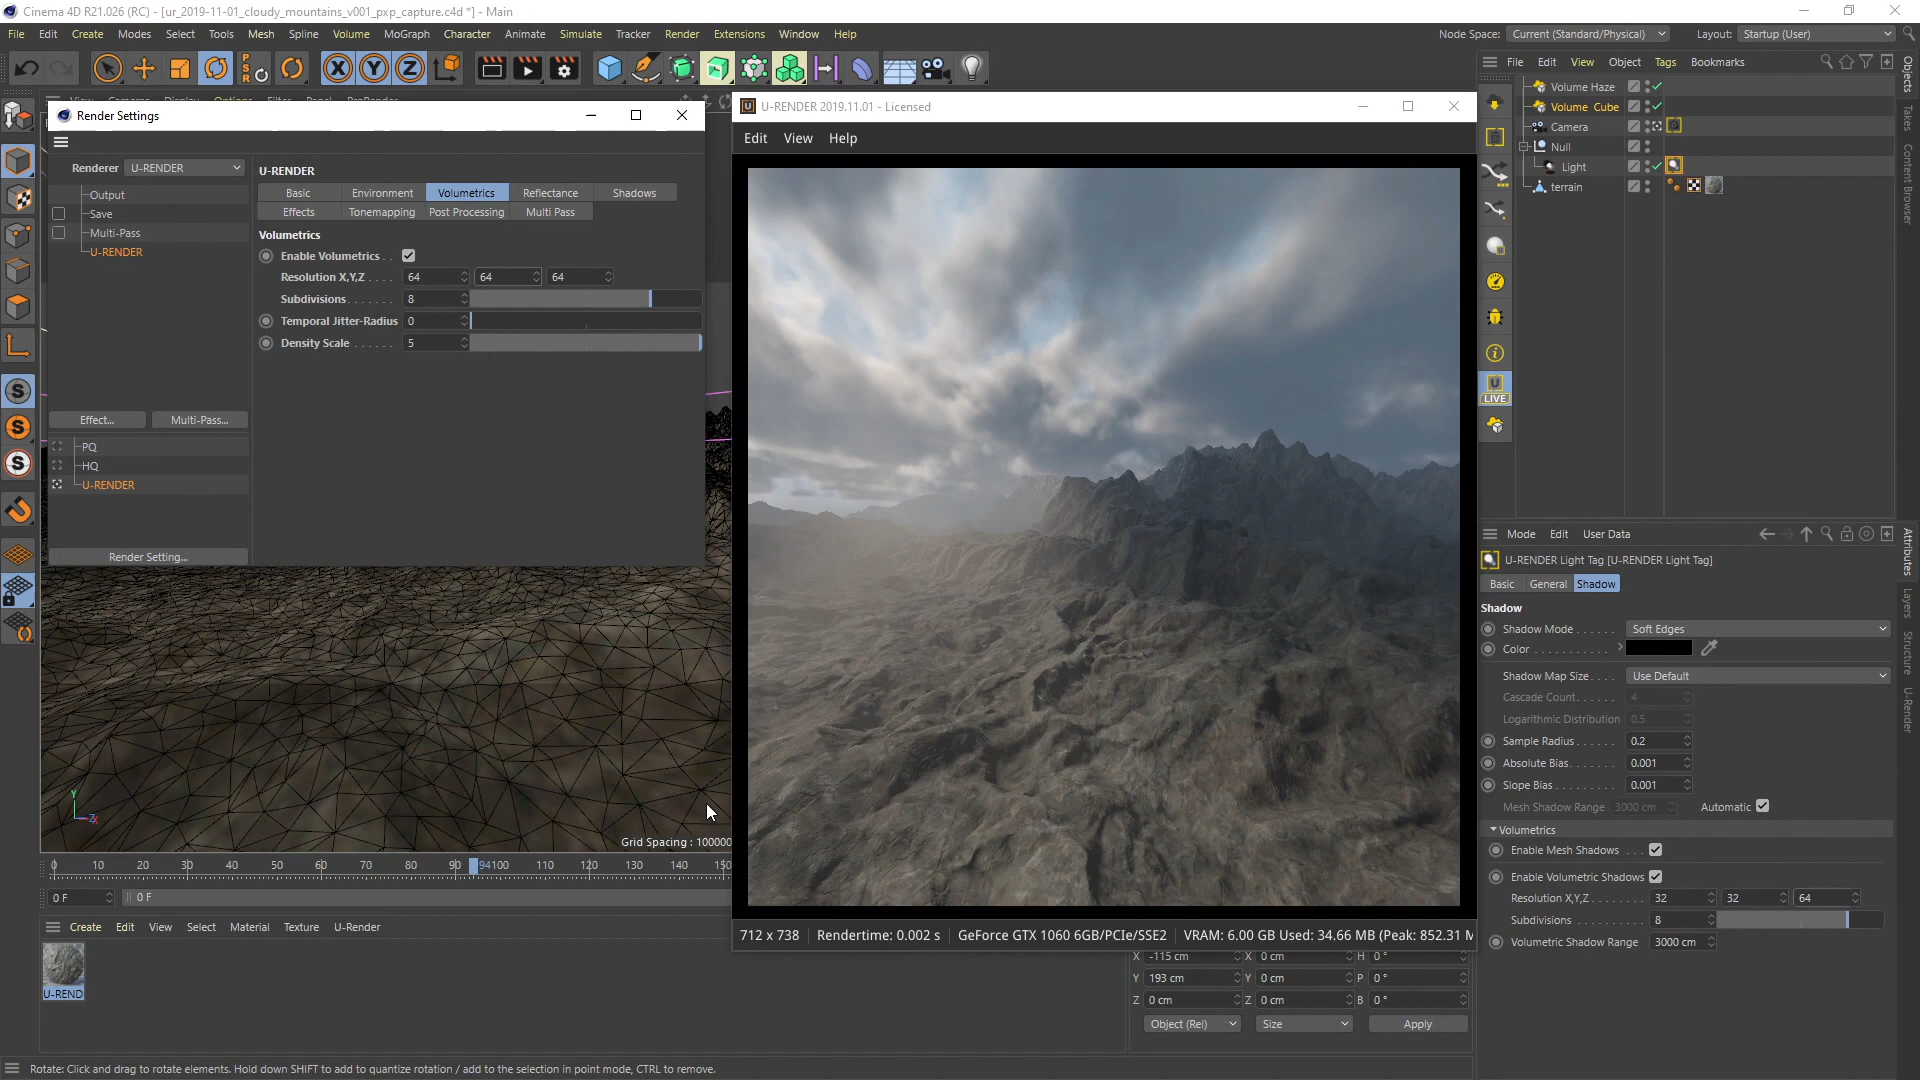 Cinema 4D R21.026 (RC) - [ur_2019-11-01_cloudy_mountains_v001_pxp_capture.c4d *] - Main
File Edit Create Modes Select Tools Mesh Spline Volume MoGraph Character Animate Simulate Tracker Render Extensions Window Help
Node Space: Current (Standard/Physical) Layout: Startup (User)
File Edit View Object Tags Bookmarks
Objects
Takes
Content Browser
Volume Haze
Volume Cube
Camera
Null
Light
terrain
Render Settings
Renderer U-RENDER
Output
Save
Multi-Pass
U-RENDER
Effect... Multi-Pass...
PQ
HQ
U-RENDER
Render Setting...
U-RENDER
Basic Environment Volumetrics Reflectance Shadows
Effects Tonemapping Post Processing Multi Pass
Volumetrics
Enable Volumetrics . .
Resolution X,Y,Z . . . . 64 64 64
Subdivisions . . . . . . 8
Temporal Jitter-Radius 0
Density Scale . . . . . . 5
U-RENDER 2019.11.01 - Licensed
Edit View Help
712 x 738 Rendertime: 0.002 s GeForce GTX 1060 6GB/PCIe/SSE2 VRAM: 6.00 GB Used: 34.66 MB (Peak: 852.31 M
PSR
U
LIVE
Mode Edit User Data
Attributes
Layers
Structure
U-Render
U-RENDER Light Tag [U-RENDER Light Tag]
Basic General Shadow
Shadow
Shadow Mode . . . . . . Soft Edges
Color . . . . . . . . . . .
Shadow Map Size . . . . Use Default
Cascade Count . . . . . . 4
Logarithmic Distribution 0.5
Sample Radius . . . . . . 0.2
Absolute Bias . . . . . . . 0.001
Slope Bias . . . . . . . . . 0.001
Mesh Shadow Range 3000 cm Automatic
Volumetrics
Enable Mesh Shadows . . .
Enable Volumetric Shadows
Resolution X,Y,Z . . . . . . . . 32 32 64
Subdivisions . . . . . . . . . . 8
Volumetric Shadow Range 3000 cm
Y
Z
X
Grid Spacing : 100000
0 10 20 30 40 50 60 70 80 90 94 100 110 120 130 140 150
0 F 0 F
Create Edit View Select Material Texture U-Render
U-REND
X -115 cm X 0 cm H 0 °
Y 193 cm Y 0 cm P 0 °
Z 0 cm Z 0 cm B 0 °
Object (Rel) Size Apply
Rotate: Click and drag to rotate elements. Hold down SHIFT to add to quantize rotation / add to the selection in point mode, CTRL to remove.